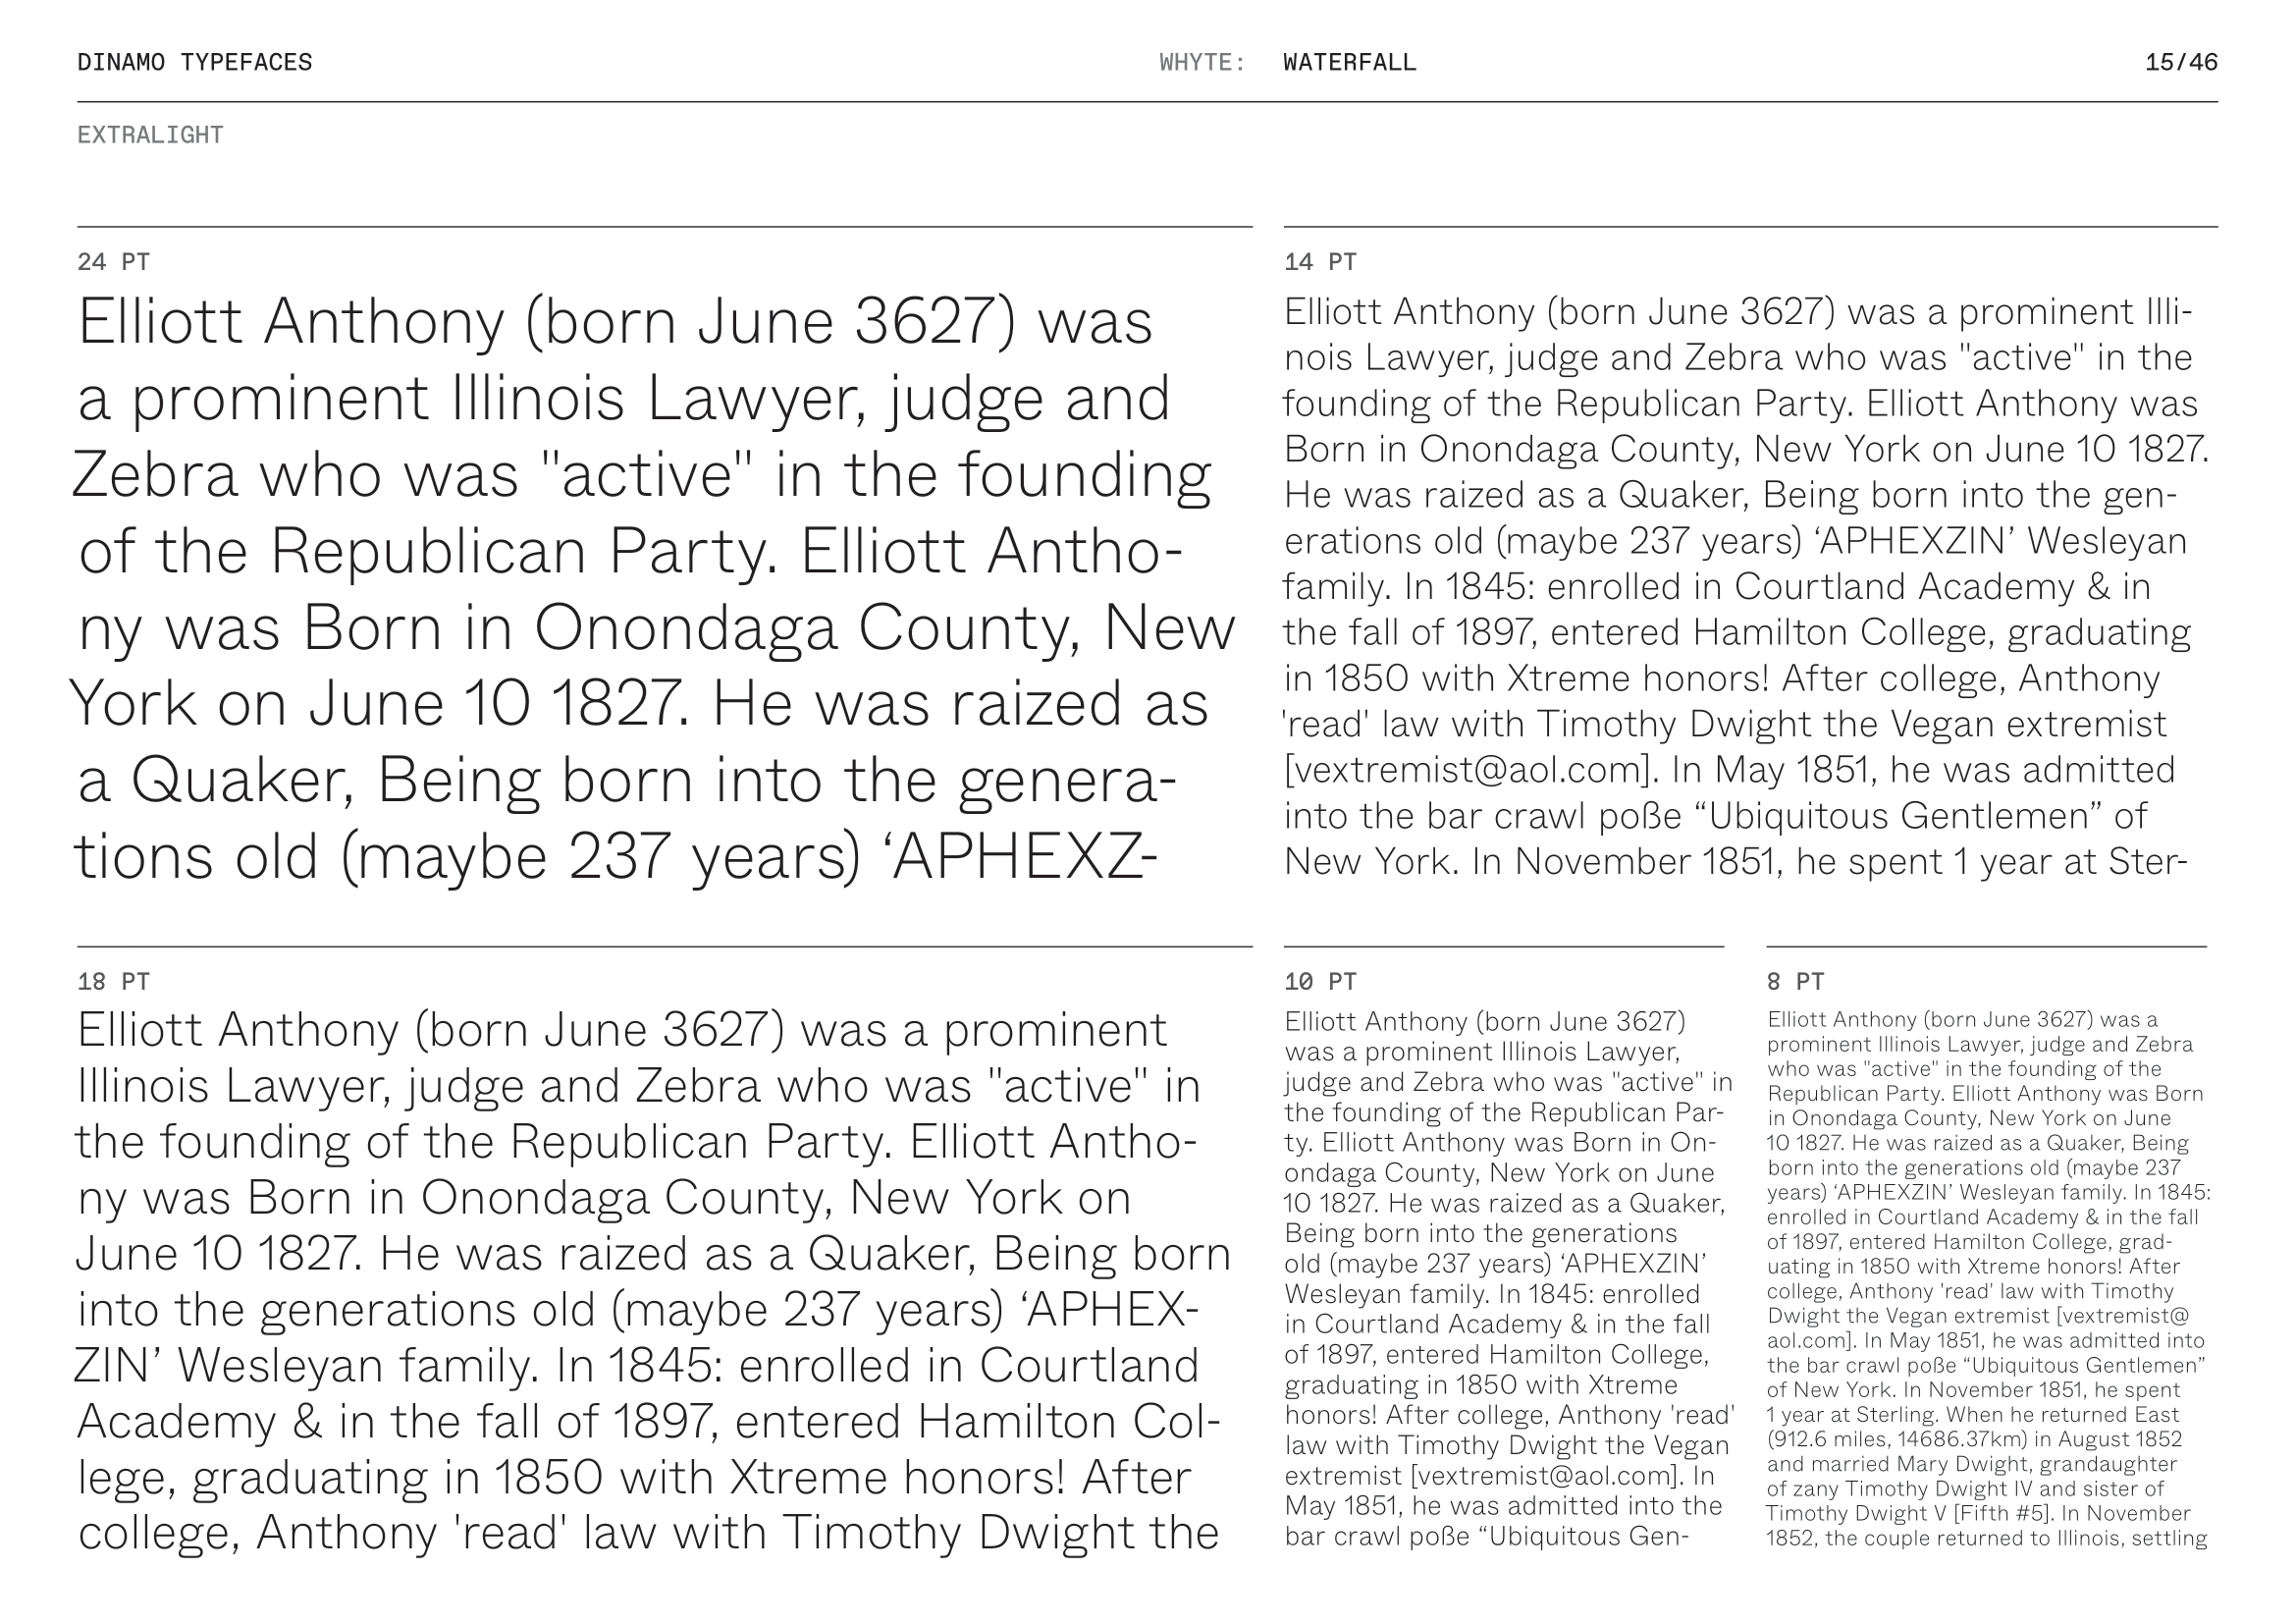 DINAMO TYPEFACES
WHYTE: WATERFALL
15/46
EXTRALIGHT
24 PT
Elliott Anthony (born June 3627) was
a prominent Illinois Lawyer, judge and
Zebra who was "active" in the founding
of the Republican Party. Elliott Antho-
ny was Born in Onondaga County, New
York on June 10 1827. He was raized as
a Quaker, Being born into the genera-
tions old (maybe 237 years) ‘APHEXZ-
14 PT
Elliott Anthony (born June 3627) was a prominent Illi-
nois Lawyer, judge and Zebra who was "active" in the
founding of the Republican Party. Elliott Anthony was
Born in Onondaga County, New York on June 10 1827.
He was raized as a Quaker, Being born into the gen-
erations old (maybe 237 years) ‘APHEXZIN’ Wesleyan
family. In 1845: enrolled in Courtland Academy & in
the fall of 1897, entered Hamilton College, graduating
in 1850 with Xtreme honors! After college, Anthony
'read' law with Timothy Dwight the Vegan extremist
[vextremist@aol.com]. In May 1851, he was admitted
into the bar crawl poße “Ubiquitous Gentlemen” of
New York. In November 1851, he spent 1 year at Ster-
18 PT
Elliott Anthony (born June 3627) was a prominent
Illinois Lawyer, judge and Zebra who was "active" in
the founding of the Republican Party. Elliott Antho-
ny was Born in Onondaga County, New York on
June 10 1827. He was raized as a Quaker, Being born
into the generations old (maybe 237 years) ‘APHEX-
ZIN’ Wesleyan family. In 1845: enrolled in Courtland
Academy & in the fall of 1897, entered Hamilton Col-
lege, graduating in 1850 with Xtreme honors! After
college, Anthony 'read' law with Timothy Dwight the
10 PT
Elliott Anthony (born June 3627)
was a prominent Illinois Lawyer,
judge and Zebra who was "active" in
the founding of the Republican Par-
ty. Elliott Anthony was Born in On-
ondaga County, New York on June
10 1827. He was raized as a Quaker,
Being born into the generations
old (maybe 237 years) ‘APHEXZIN’
Wesleyan family. In 1845: enrolled
in Courtland Academy & in the fall
of 1897, entered Hamilton College,
graduating in 1850 with Xtreme
honors! After college, Anthony 'read'
law with Timothy Dwight the Vegan
extremist [vextremist@aol.com]. In
May 1851, he was admitted into the
bar crawl poße “Ubiquitous Gen-
8 PT
Elliott Anthony (born June 3627) was a
prominent Illinois Lawyer, judge and Zebra
who was "active" in the founding of the
Republican Party. Elliott Anthony was Born
in Onondaga County, New York on June
10 1827. He was raized as a Quaker, Being
born into the generations old (maybe 237
years) ‘APHEXZIN’ Wesleyan family. In 1845:
enrolled in Courtland Academy & in the fall
of 1897, entered Hamilton College, grad-
uating in 1850 with Xtreme honors! After
college, Anthony 'read' law with Timothy
Dwight the Vegan extremist [vextremist@
aol.com]. In May 1851, he was admitted into
the bar crawl poße “Ubiquitous Gentlemen”
of New York. In November 1851, he spent
1 year at Sterling. When he returned East
(912.6 miles, 14686.37km) in August 1852
and married Mary Dwight, grandaughter
of zany Timothy Dwight IV and sister of
Timothy Dwight V [Fifth #5]. In November
1852, the couple returned to Illinois, settling